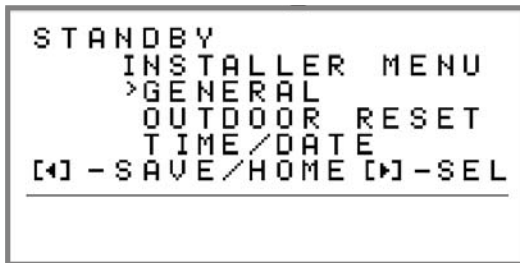 STANDBY
INSTALLER MENU
>GENERAL
OUTDOOR RESET
TIME/DATE
[◂] -SAVE/HOME [▸] -SEL